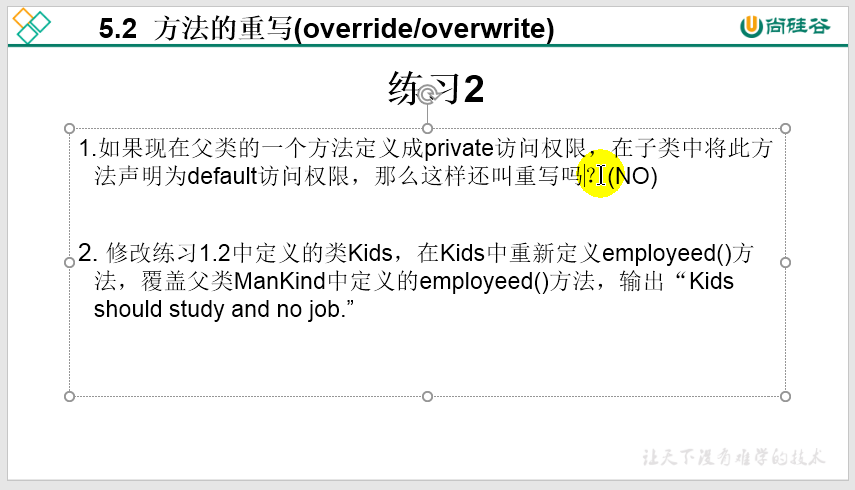 5.2 方法的重写(override/overwrite)
尚硅谷
练习2
1.如果现在父类的一个方法定义成private访问权限，在子类中将此方
法声明为default访问权限，那么这样还叫重写吗？(NO)
2. 修改练习1.2中定义的类Kids，在Kids中重新定义employeed()方
法，覆盖父类ManKind中定义的employeed()方法，输出“Kids
should study and no job.”
让天下没有难学的技术